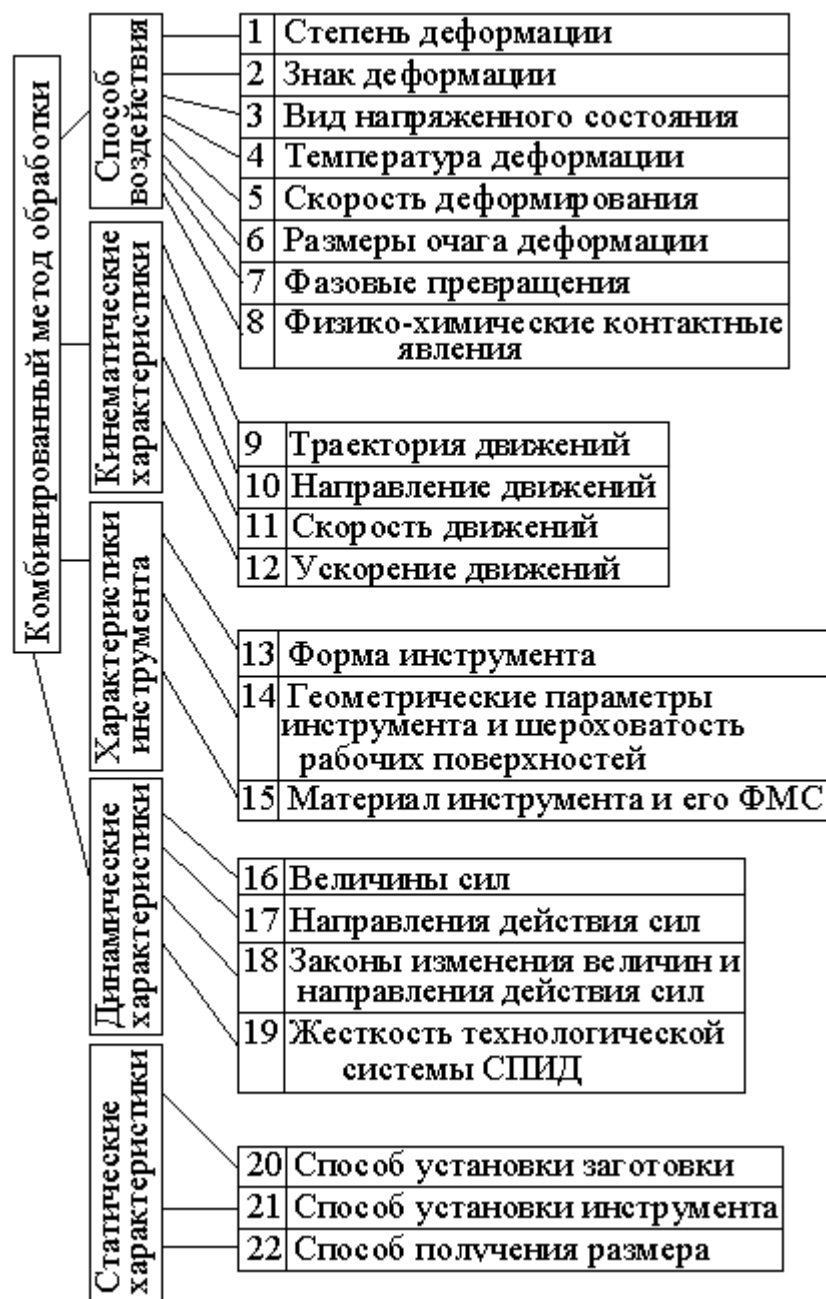 Комбинированный метод обработки
Способ
воздействия
1 Степень деформации
2 Знак деформации
3 Вид напряженного состояния
4 Температура деформации
5 Скорость деформирования
6 Размеры очага деформации
7 Фазовые превращения
8 Физико-химические контактные
явления
Кинематические
характеристики
9 Траектория движений
10 Направление движений
11 Скорость движений
12 Ускорение движений
Характеристики
инструмента
13 Форма инструмента
14 Геометрические параметры
инструмента и шероховатость
рабочих поверхностей
15 Материал инструмента и его ФМС
Динамические
характеристики
16 Величины сил
17 Направления действия сил
18 Законы изменения величин и
направления действия сил
19 Жесткость технологической
системы СПИД
Статические
характеристики
20 Способ установки заготовки
21 Способ установки инструмента
22 Способ получения размера